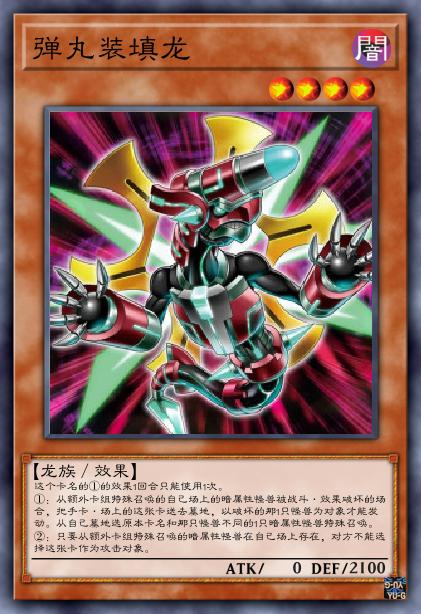 弹丸装填龙
闇
【龙族/效果】
这个卡名的①的效果1回合只能使用1次。
①：从额外卡组特殊召唤的自己场上的暗属性怪兽被战斗·效果破坏的场
合，把手卡·场上的这张卡送去墓地，以破坏的那1只怪兽为对象才能发
动。从自己墓地选原本卡名和那只怪兽不同的1只暗属性怪兽特殊召唤。
②：只要从额外卡组特殊召唤的暗属性怪兽在自己场上存在，对方不能选
择这张卡作为攻击对象。
ATK/ 0 DEF/2100